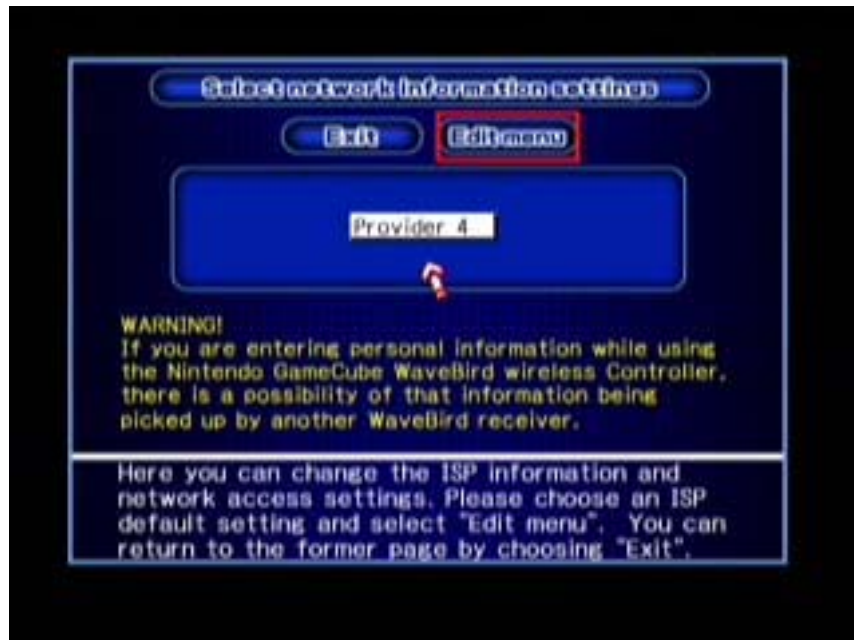 Select network information settings
Exit Edit menu
Provider 4
WARNING!
If you are entering personal information while using
the Nintendo GameCube WaveBird wireless Controller,
there is a possibility of that information being
picked up by another WaveBird receiver.
Here you can change the ISP information and
network access settings. Please choose an ISP
default setting and select "Edit menu". You can
return to the former page by choosing "Exit".